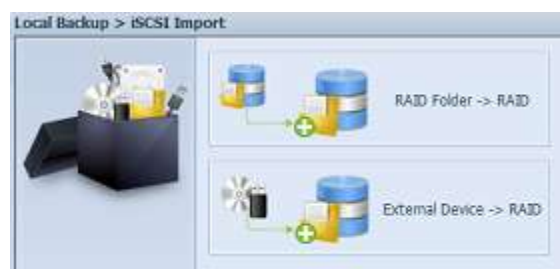 Local Backup > iSCSI Import
RAID Folder -> RAID
External Device -> RAID